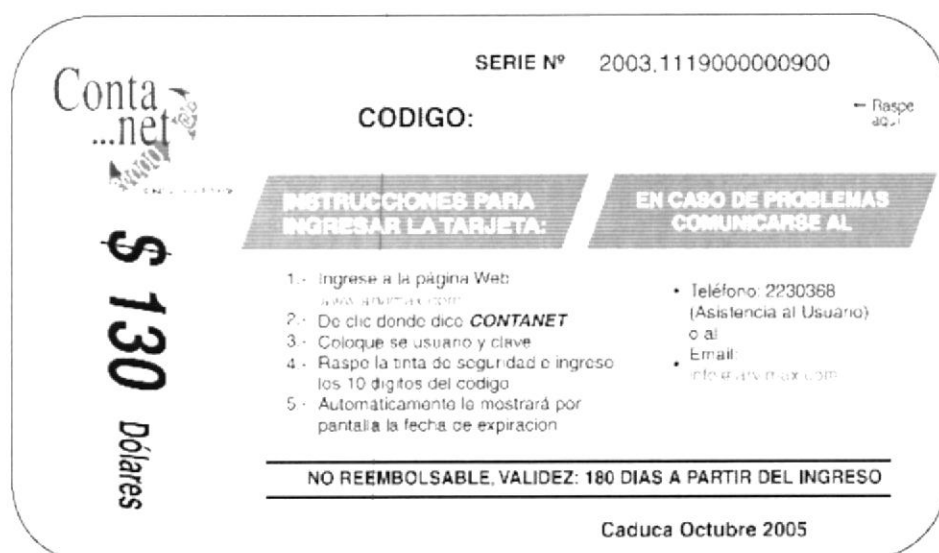 SERIE Nº 2003.1119000000900
Conta
...net
CODIGO:
← Raspe
aquí
INSTRUCCIONES PARA
INGRESAR LA TARJETA:
EN CASO DE PROBLEMAS
COMUNICARSE AL
$ 130 Dólares
1.- Ingrese a la página Web
2.- De clic donde dice CONTANET
3.- Coloque se usuario y clave
4.- Raspe la tinta de seguridad e ingrese
los 10 digitos del codigo
5.- Automáticamente le mostrará por
pantalla la fecha de expiracion
• Teléfono: 2230368
(Asistencia al Usuario)
o al
• Email:
NO REEMBOLSABLE, VALIDEZ: 180 DIAS A PARTIR DEL INGRESO
Caduca Octubre 2005